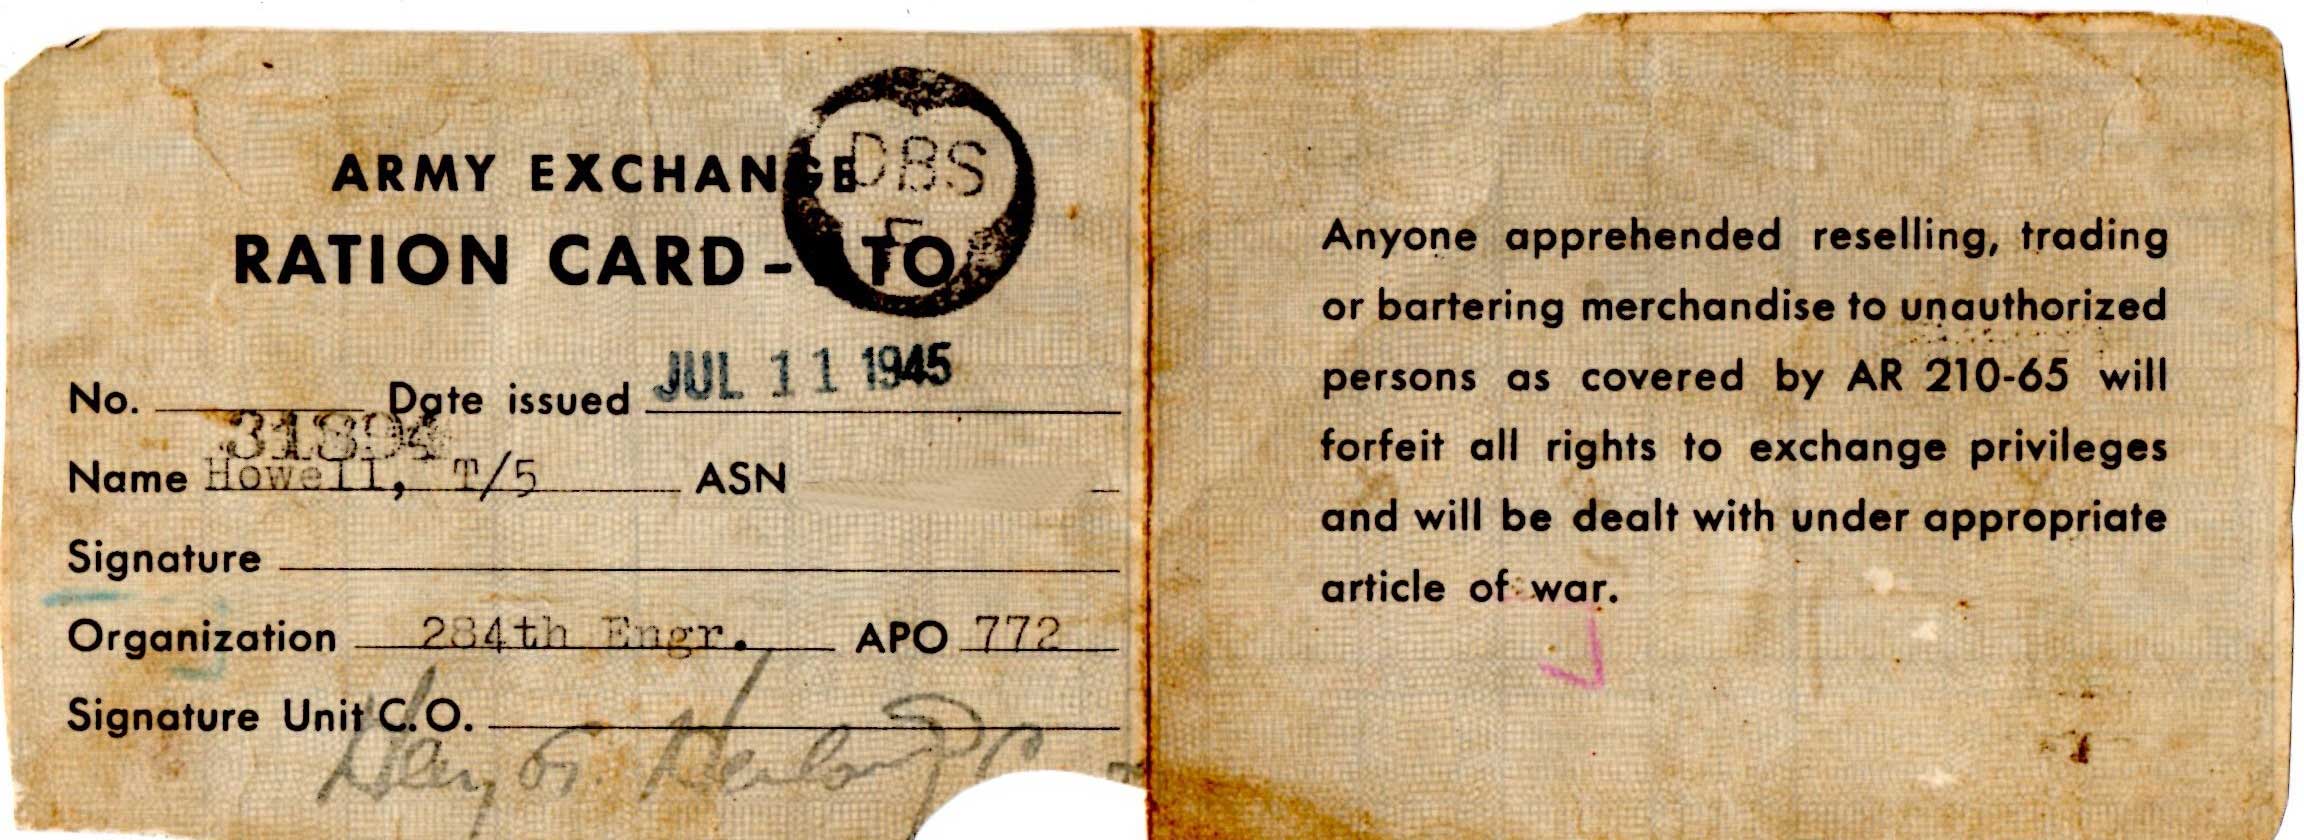 ARMY EXCHANGE
RATION CARD - ETO
DBS
E
No. 31894 Date issued JUL 11 1945
Name Howell, T/5 ASN
Signature
Organization 284th Engr. APO 772
Signature Unit C.O.
Anyone apprehended reselling, trading
or bartering merchandise to unauthorized
persons as covered by AR 210-65 will
forfeit all rights to exchange privileges
and will be dealt with under appropriate
article of war.